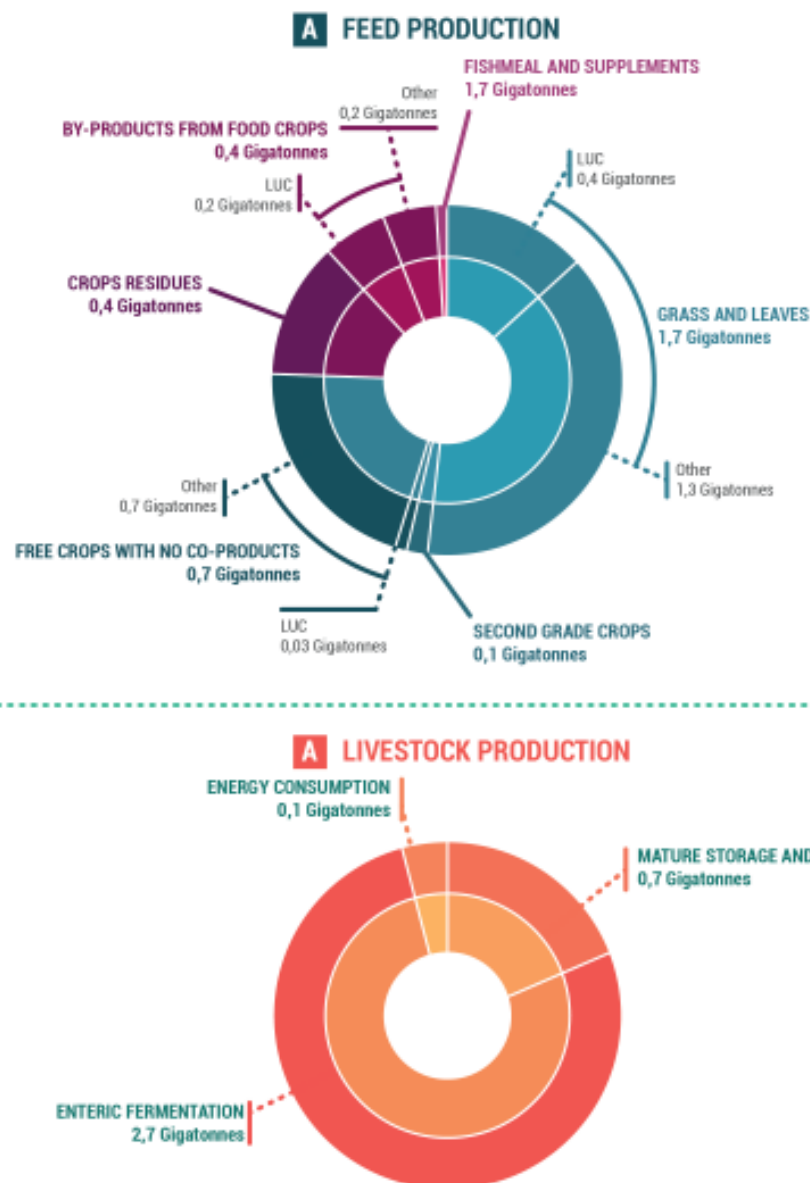 A FEED PRODUCTION
FISHMEAL AND SUPPLEMENTS
1,7 Gigatonnes
Other
0,2 Gigatonnes
BY-PRODUCTS FROM FOOD CROPS
0,4 Gigatonnes
LUC
0,4 Gigatonnes
LUC
0,2 Gigatonnes
CROPS RESIDUES
0,4 Gigatonnes
GRASS AND LEAVES
1,7 Gigatonnes
Other
0,7 Gigatonnes
Other
1,3 Gigatonnes
FREE CROPS WITH NO CO-PRODUCTS
0,7 Gigatonnes
LUC
0,03 Gigatonnes
SECOND GRADE CROPS
0,1 Gigatonnes
A LIVESTOCK PRODUCTION
ENERGY CONSUMPTION
0,1 Gigatonnes
MATURE STORAGE AND
0,7 Gigatonnes
ENTERIC FERMENTATION
2,7 Gigatonnes